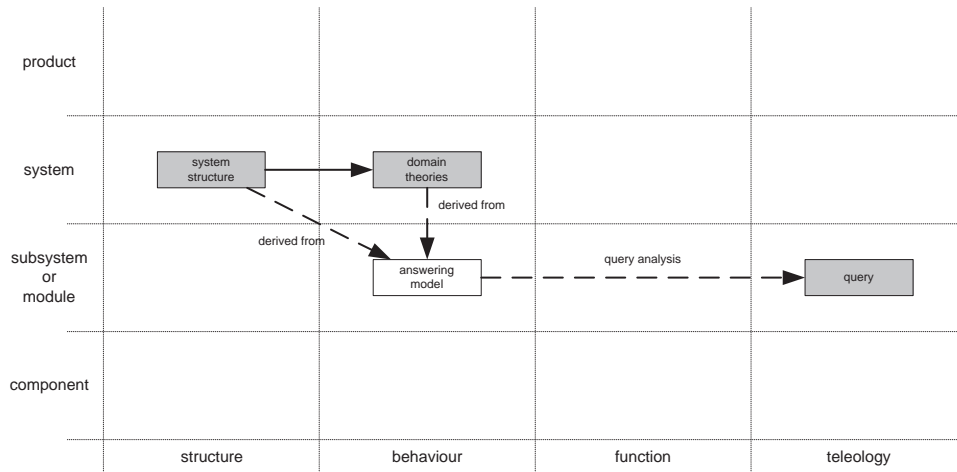 product
system
system
structure
domain
theories
derived from
derived from
subsystem
or
module
answering
model
query analysis
query
component
structure
behaviour
function
teleology